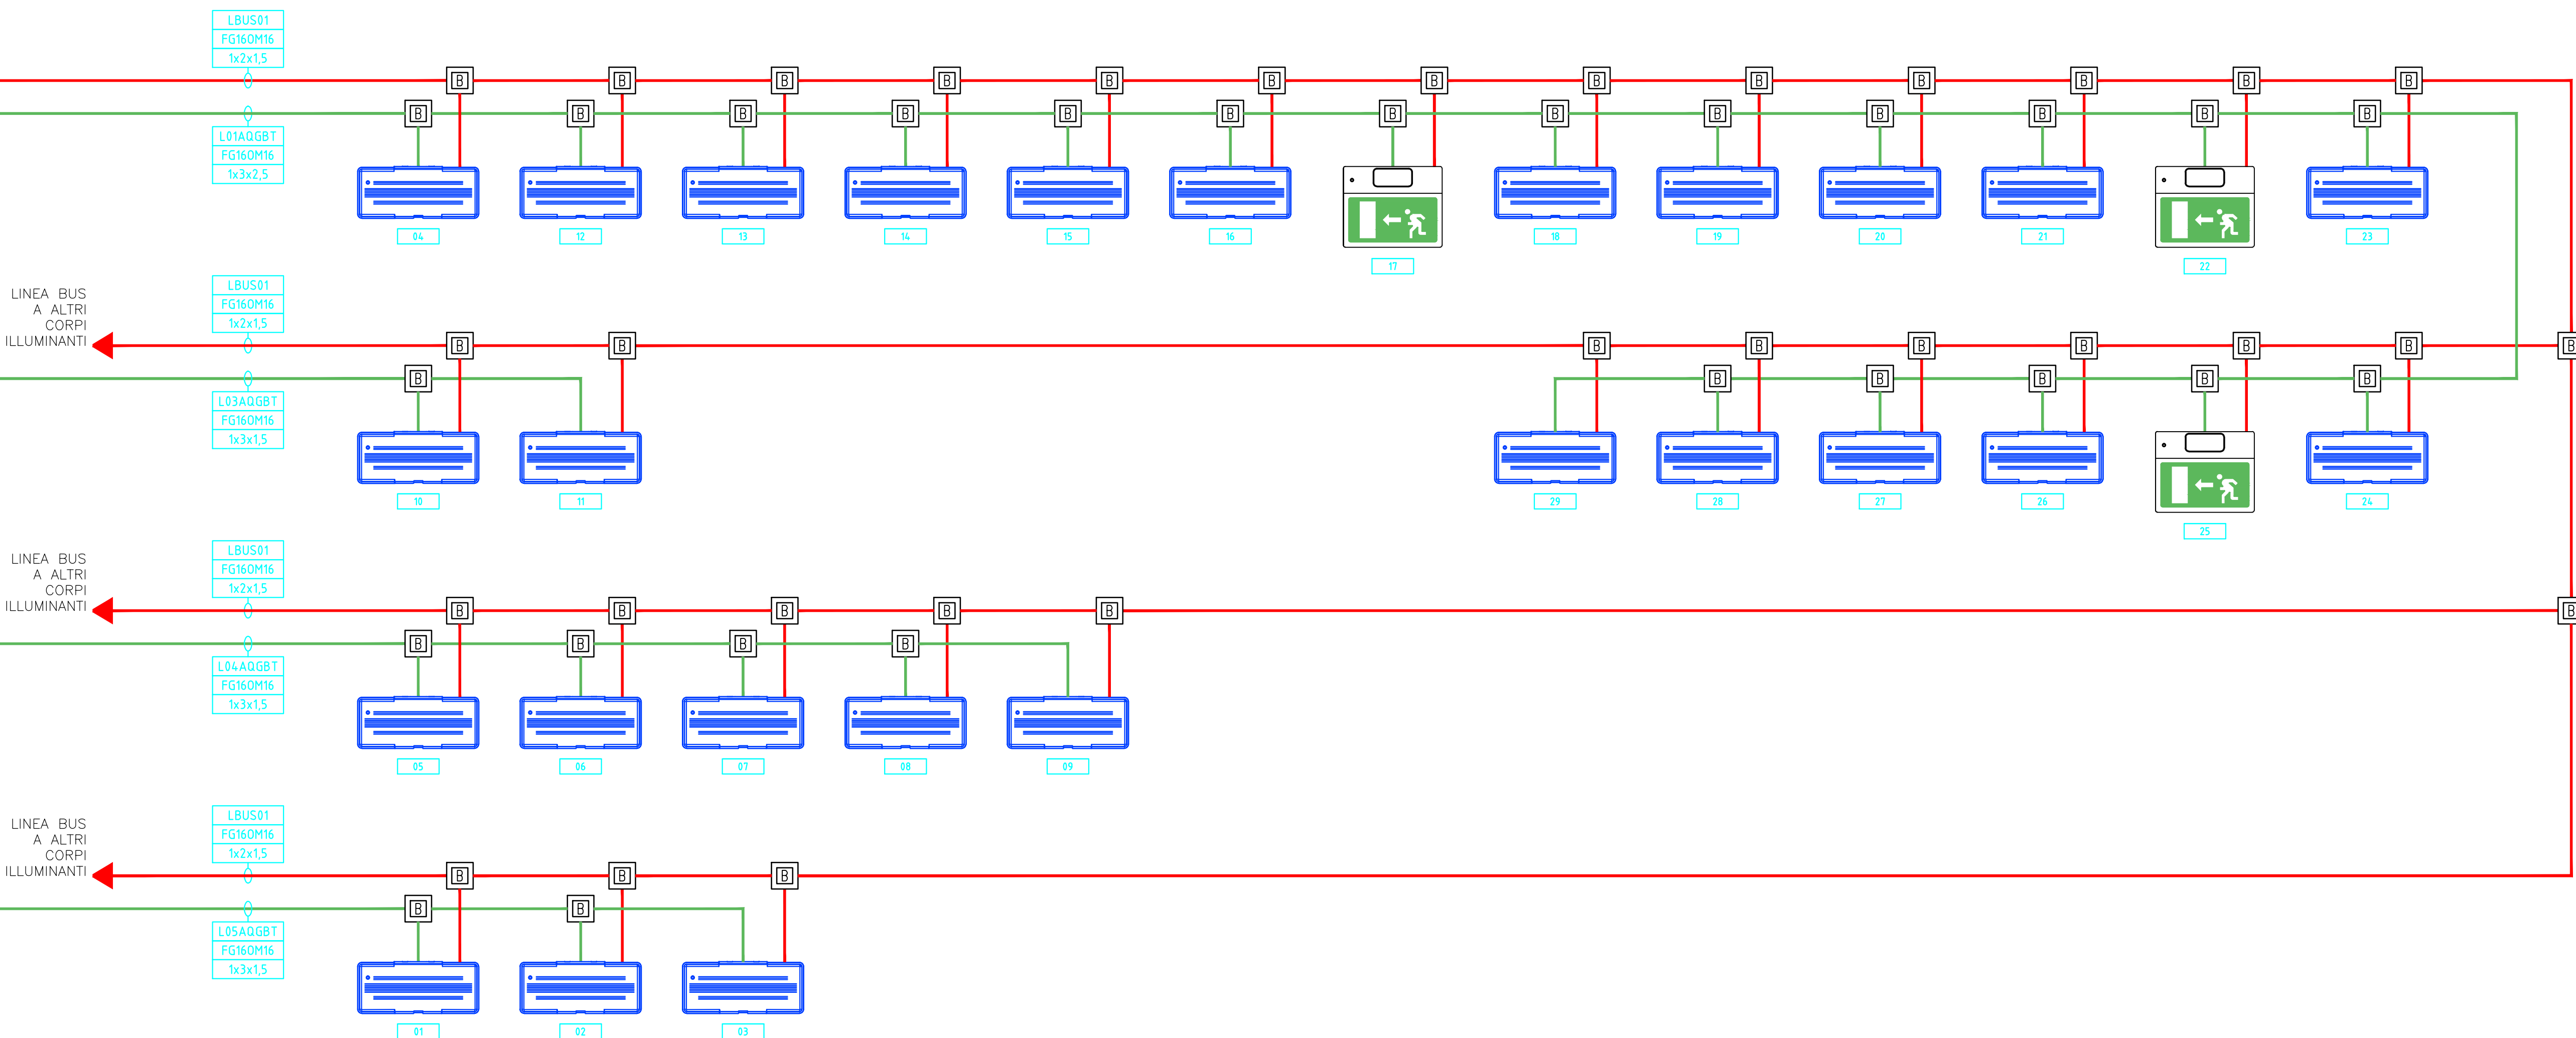 LBUS01
FG16OM16
1x2x1,5
B B B B B B B B B B B B B
B B B B B B B B B B B B B
L01AQGBT
FG16OM16
1x3x2,5
04 12 13 14 15 16 18 19 20 21 23
17 22
LINEA BUS
A ALTRI
CORPI
ILLUMINANTI
LBUS01
FG16OM16
1x2x1,5
B B B B B B B B B
B B B B B B
L03AQGBT
FG16OM16
1x3x1,5
10 11 29 28 27 26 24
25
LINEA BUS
A ALTRI
CORPI
ILLUMINANTI
LBUS01
FG16OM16
1x2x1,5
B B B B B B
B B B B
L04AQGBT
FG16OM16
1x3x1,5
05 06 07 08 09
LINEA BUS
A ALTRI
CORPI
ILLUMINANTI
LBUS01
FG16OM16
1x2x1,5
B B B
B B
L05AQGBT
FG16OM16
1x3x1,5
01 02 03